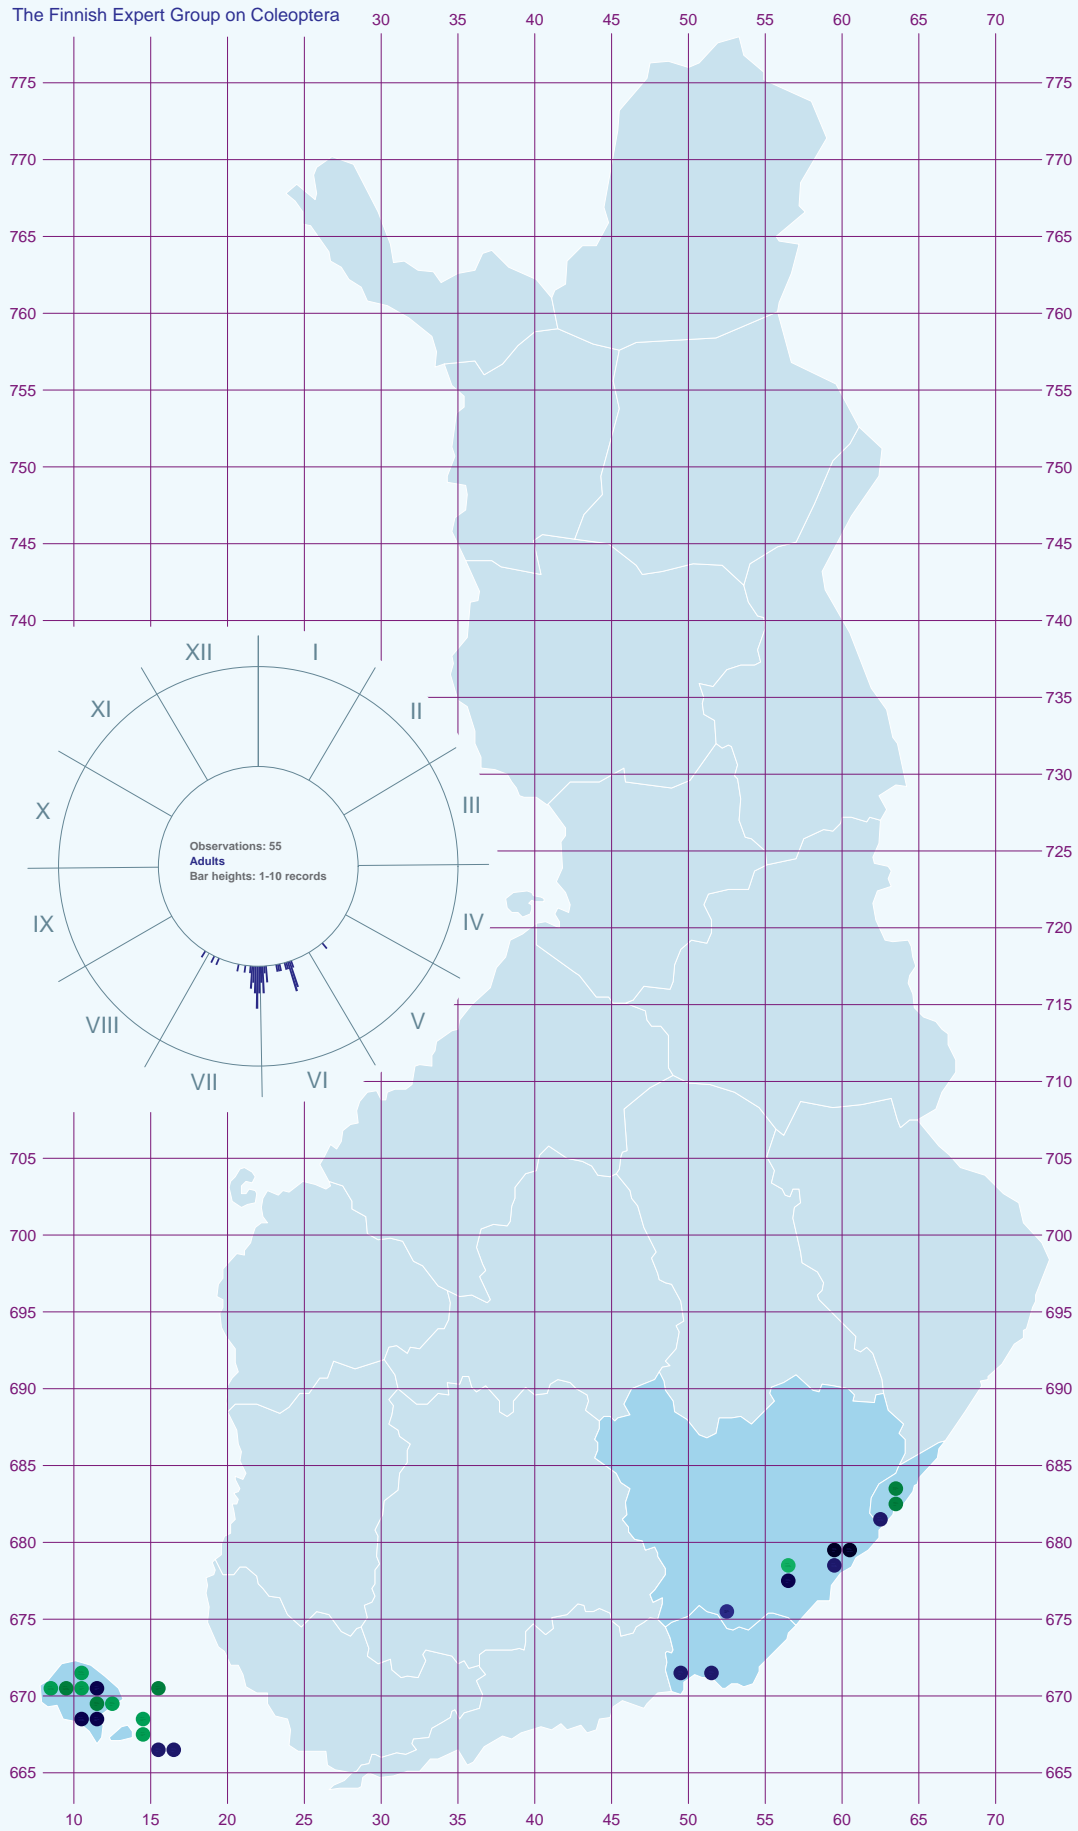 The Finnish Expert Group on Coleoptera 30 35 40 45 50 55 60 65 70
775 775
770 770
765 765
760 760
755 755
750 750
745 745
740 740
XII I
XI II
735
730
X III
Observations: 55
Adults
Bar heights: 1-10 records
725
IX IV 720
715
VIII V
VII VI
710 710
705 705
700 700
695 695
690 690
685 685
680 680
675 675
670 670
665 665
10 15 20 25 30 35 40 45 50 55 60 65 70